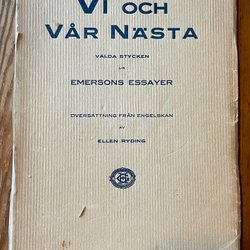 VI OCH
VÅR NÄSTA
VALDA STYCKEN
UR
EMERSONS ESSAYER
ÖVERSÄTTNING FRÅN ENGELSKAN
AV
ELLEN RYDING